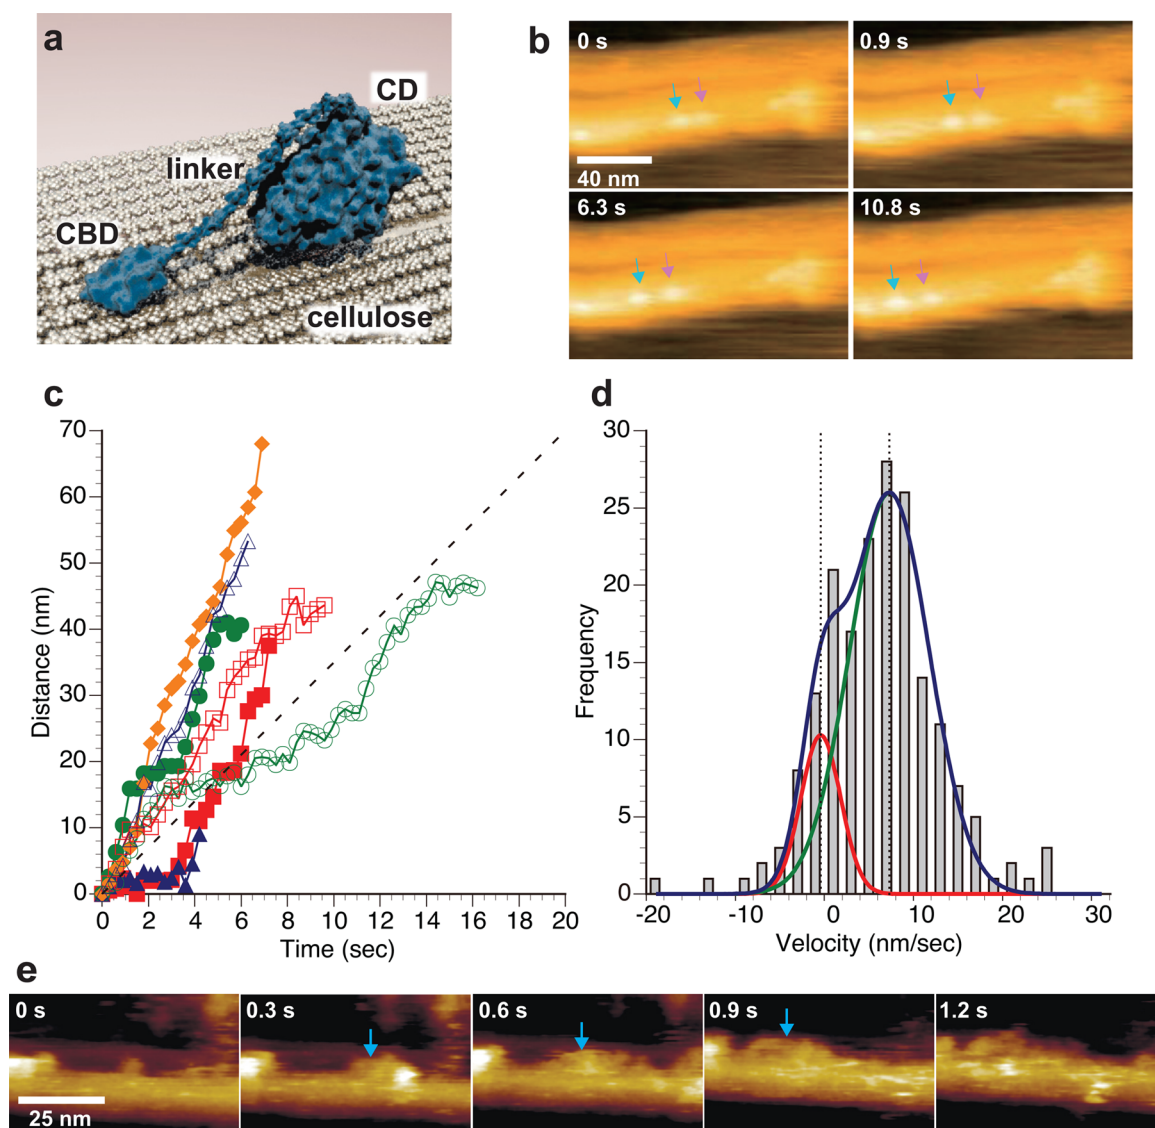 a
CD
linker
CBD
cellulose
b
0 s
0.9 s
40 nm
6.3 s
10.8 s
c
70
60
50
40
30
20
10
0
Distance (nm)
0 2 4 6 8 10 12 14 16 18 20
Time (sec)
d
30
25
20
15
10
5
0
Frequency
-20 -10 0 10 20 30
Velocity (nm/sec)
e
0 s
0.3 s
0.6 s
0.9 s
1.2 s
25 nm